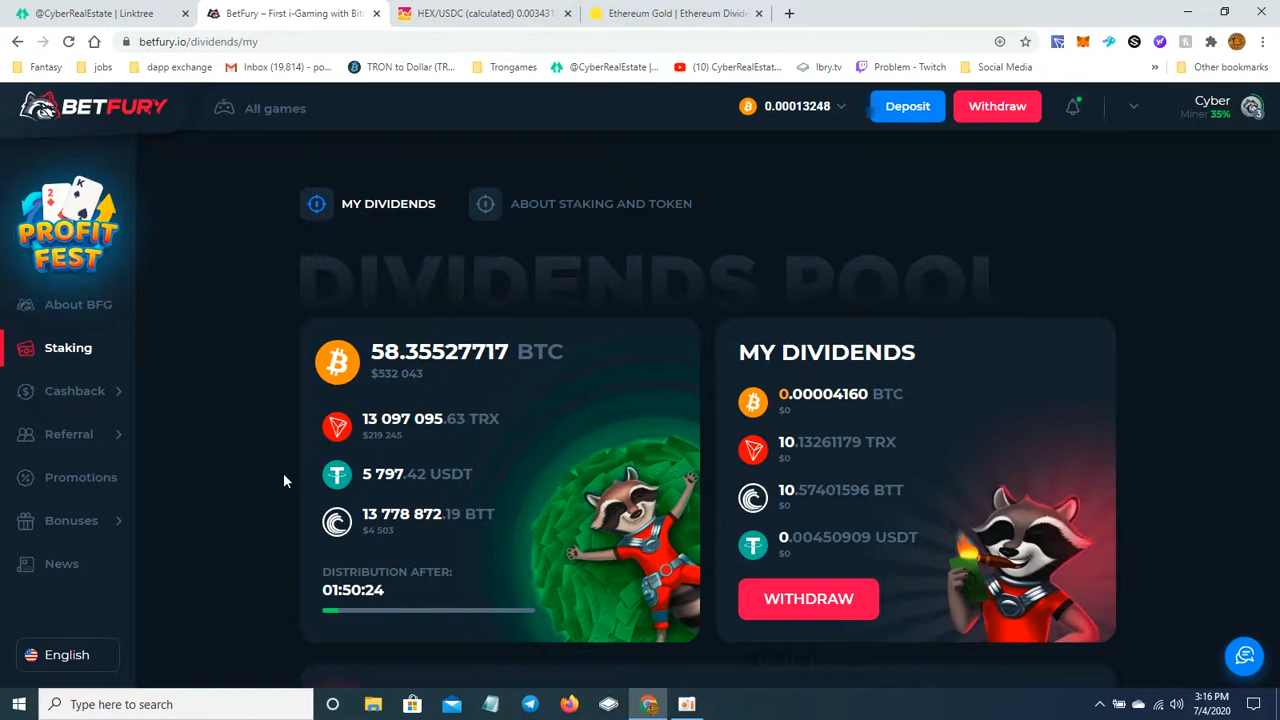 @CyberRealEstate | Linktree
BetFury – First i-Gaming with Bit
HEX/USDC (calculated) 0.003431
Ethereum Gold | Ethereum Divide
betfury.io/dividends/my
Fantasy
jobs
dapp exchange
Inbox (19,814) - po...
TRON to Dollar (TR...
Trongames
@CyberRealEstate |...
(10) CyberRealEstat...
lbry.tv
Problem - Twitch
Social Media
»
Other bookmarks
BETFURY
All games
0.00013248
Deposit
Withdraw
Cyber
Miner 35%
3
2
K
PROFIT
FEST
About BFG
Staking
Cashback
Referral
Promotions
Bonuses
News
English
MY DIVIDENDS
ABOUT STAKING AND TOKEN
DIVIDENDS POOL
58.35527717 BTC
$532 043
13 097 095.63 TRX
$219 245
5 797.42 USDT
13 778 872.19 BTT
$4 503
DISTRIBUTION AFTER:
01:50:24
MY DIVIDENDS
0.00004160 BTC
$0
10.13261179 TRX
$0
10.57401596 BTT
$0
0.00450909 USDT
$0
WITHDRAW
Type here to search
3:16 PM
7/4/2020